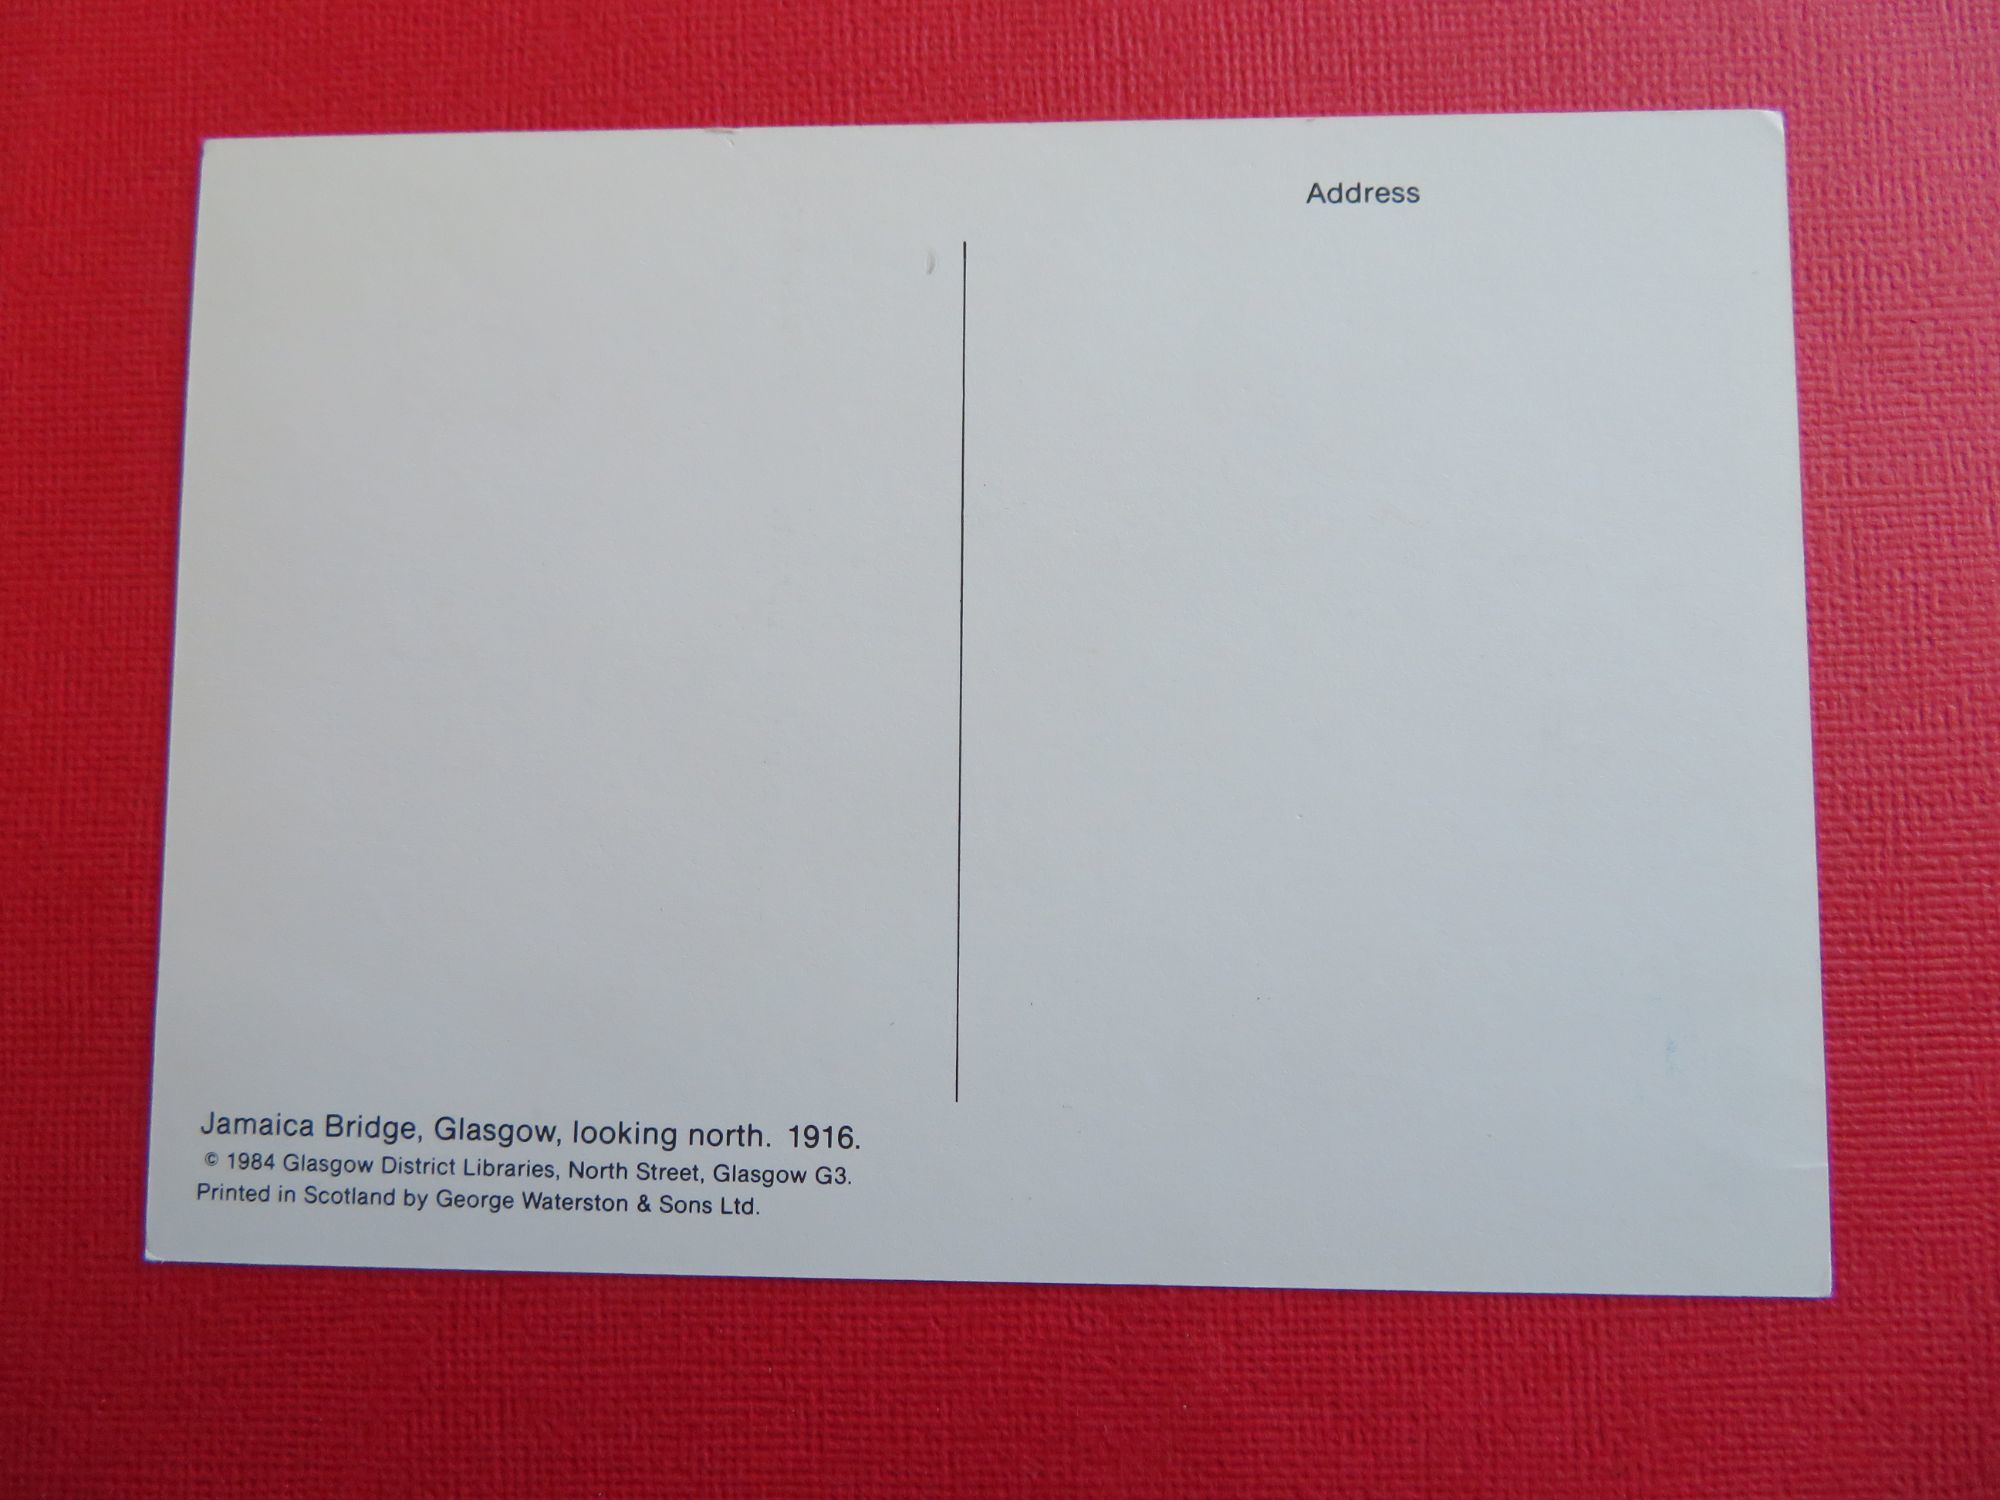 Address
Jamaica Bridge, Glasgow, looking north. 1916.
© 1984 Glasgow District Libraries, North Street, Glasgow G3.
Printed in Scotland by George Waterston & Sons Ltd.